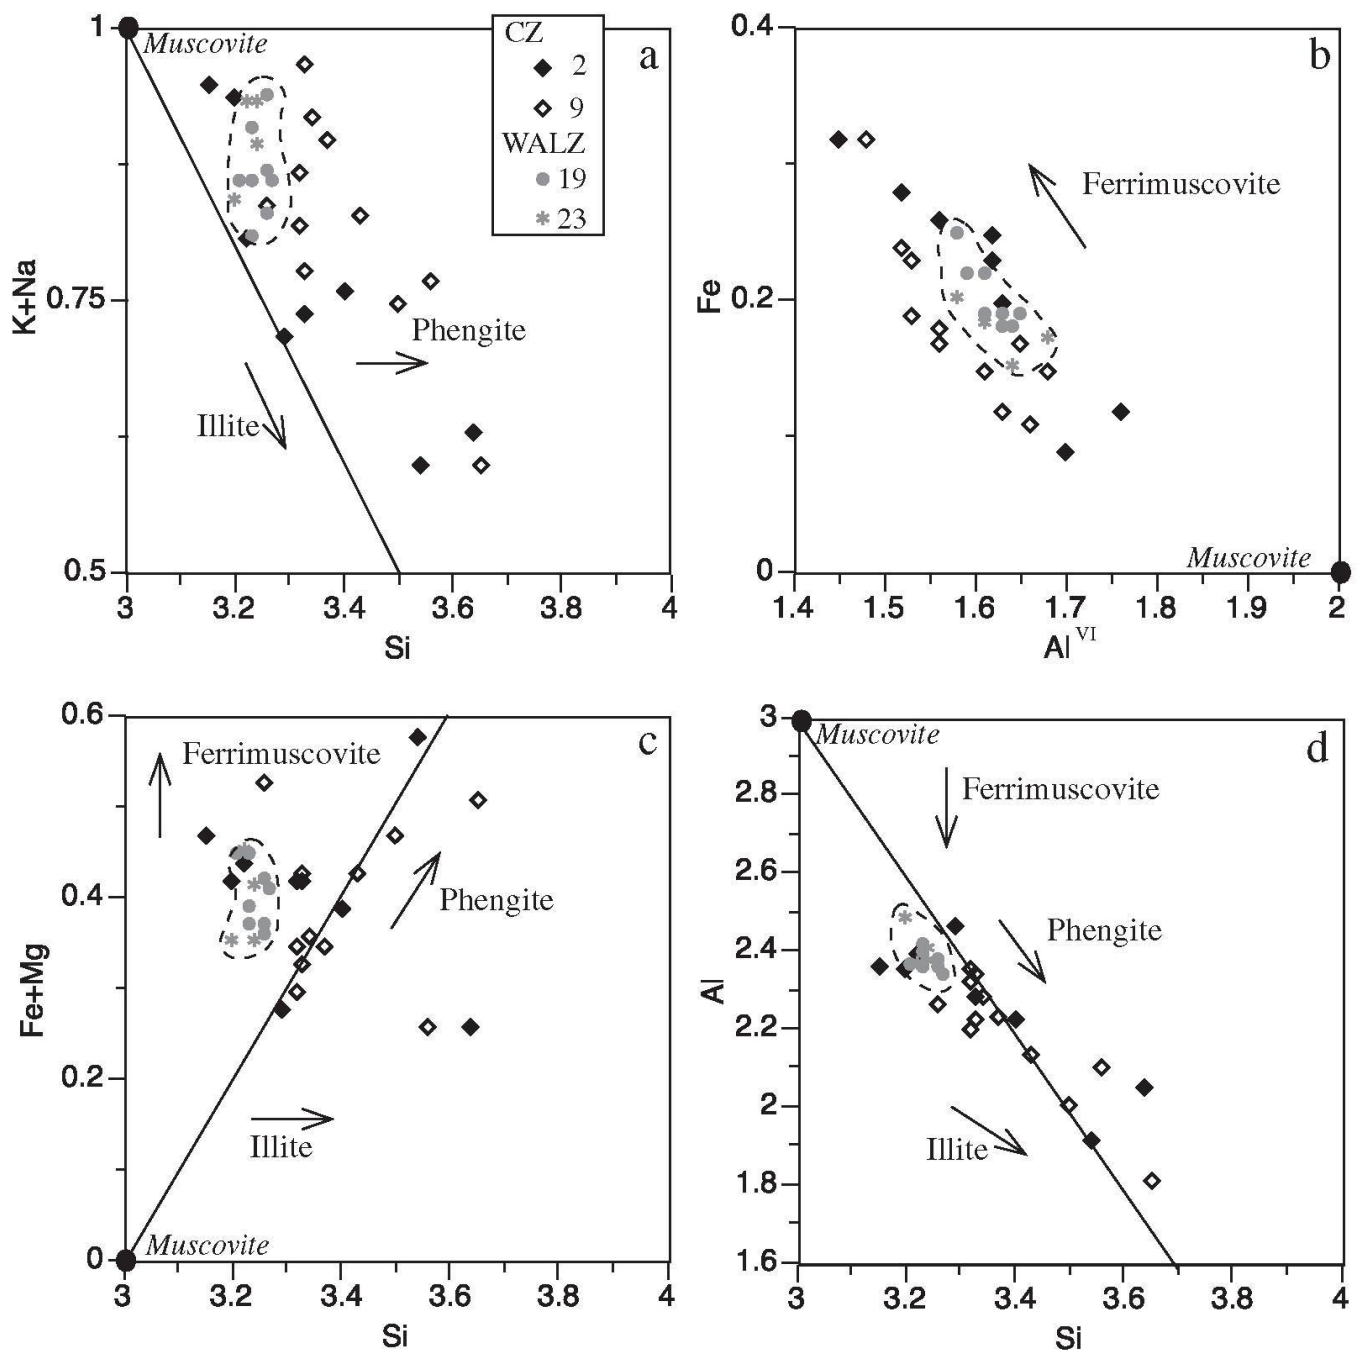 1
Muscovite
a
CZ
2
9
WALZ
19
23
K+Na
0.75
Phengite
Illite
0.5
3 3.2 3.4 3.6 3.8 4
Si
0.4
b
Ferrimuscovite
Fe
0.2
Muscovite
0
1.4 1.5 1.6 1.7 1.8 1.9 2
Al VI
0.6
c
Ferrimuscovite
0.4
Phengite
Fe+Mg
0.2
Illite
Muscovite
0
3 3.2 3.4 3.6 3.8 4
Si
3
Muscovite
d
2.8
Ferrimuscovite
2.6
Phengite
2.4
Al
2.2
2
Illite
1.8
1.6
3 3.2 3.4 3.6 3.8 4
Si